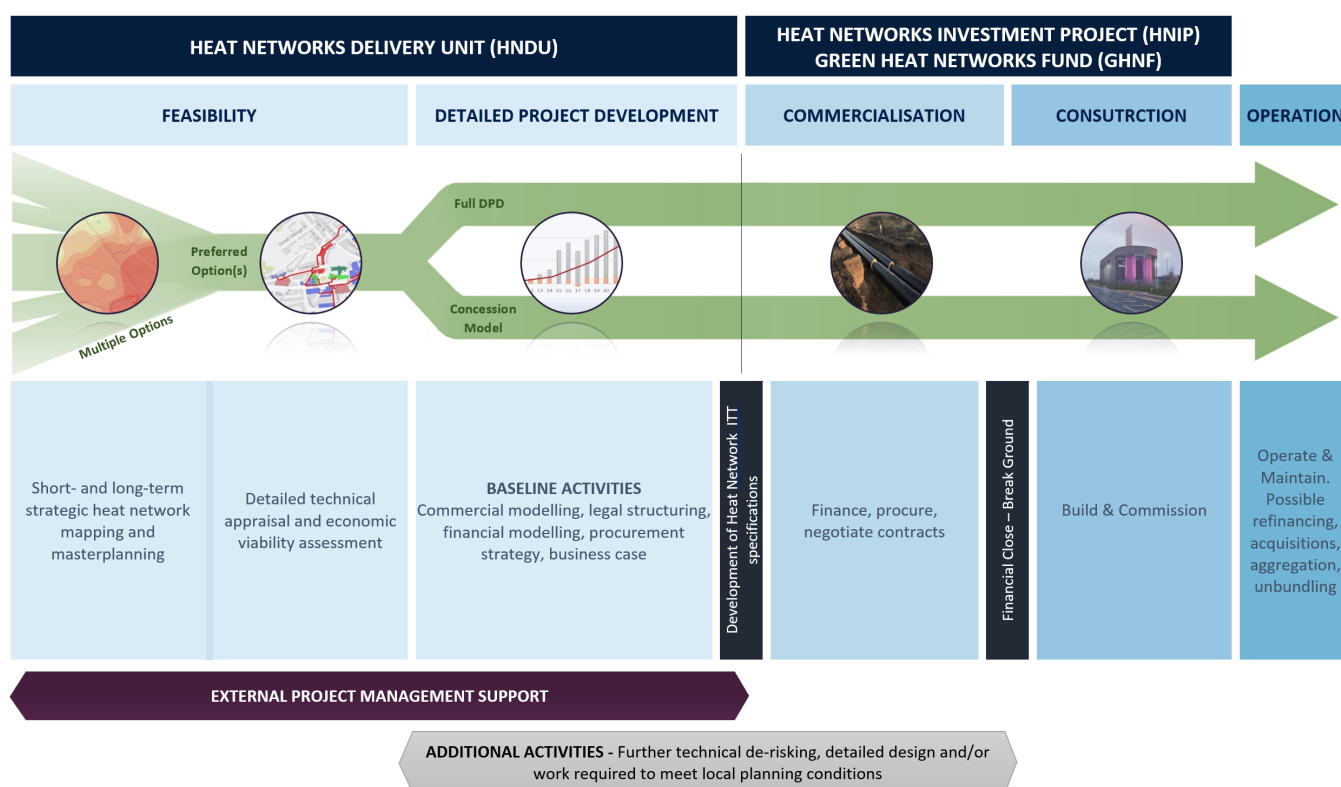 HEAT NETWORKS DELIVERY UNIT (HNDU)
HEAT NETWORKS INVESTMENT PROJECT (HNIP)
GREEN HEAT NETWORKS FUND (GHNF)
FEASIBILITY
DETAILED PROJECT DEVELOPMENT
COMMERCIALISATION
CONSUTRCTION
OPERATION
Multiple Options
Preferred
Option(s)
Full DPD
Concession
Model
Short- and long-term
strategic heat network
mapping and
masterplanning
Detailed technical
appraisal and economic
viability assessment
BASELINE ACTIVITIES
Commercial modelling, legal structuring,
financial modelling, procurement
strategy, business case
Development of Heat Network ITT
specifications
Finance, procure,
negotiate contracts
Financial Close – Break Ground
Build & Commission
Operate &
Maintain.
Possible
refinancing,
acquisitions,
aggregation,
unbundling
EXTERNAL PROJECT MANAGEMENT SUPPORT
ADDITIONAL ACTIVITIES - Further technical de-risking, detailed design and/or
work required to meet local planning conditions